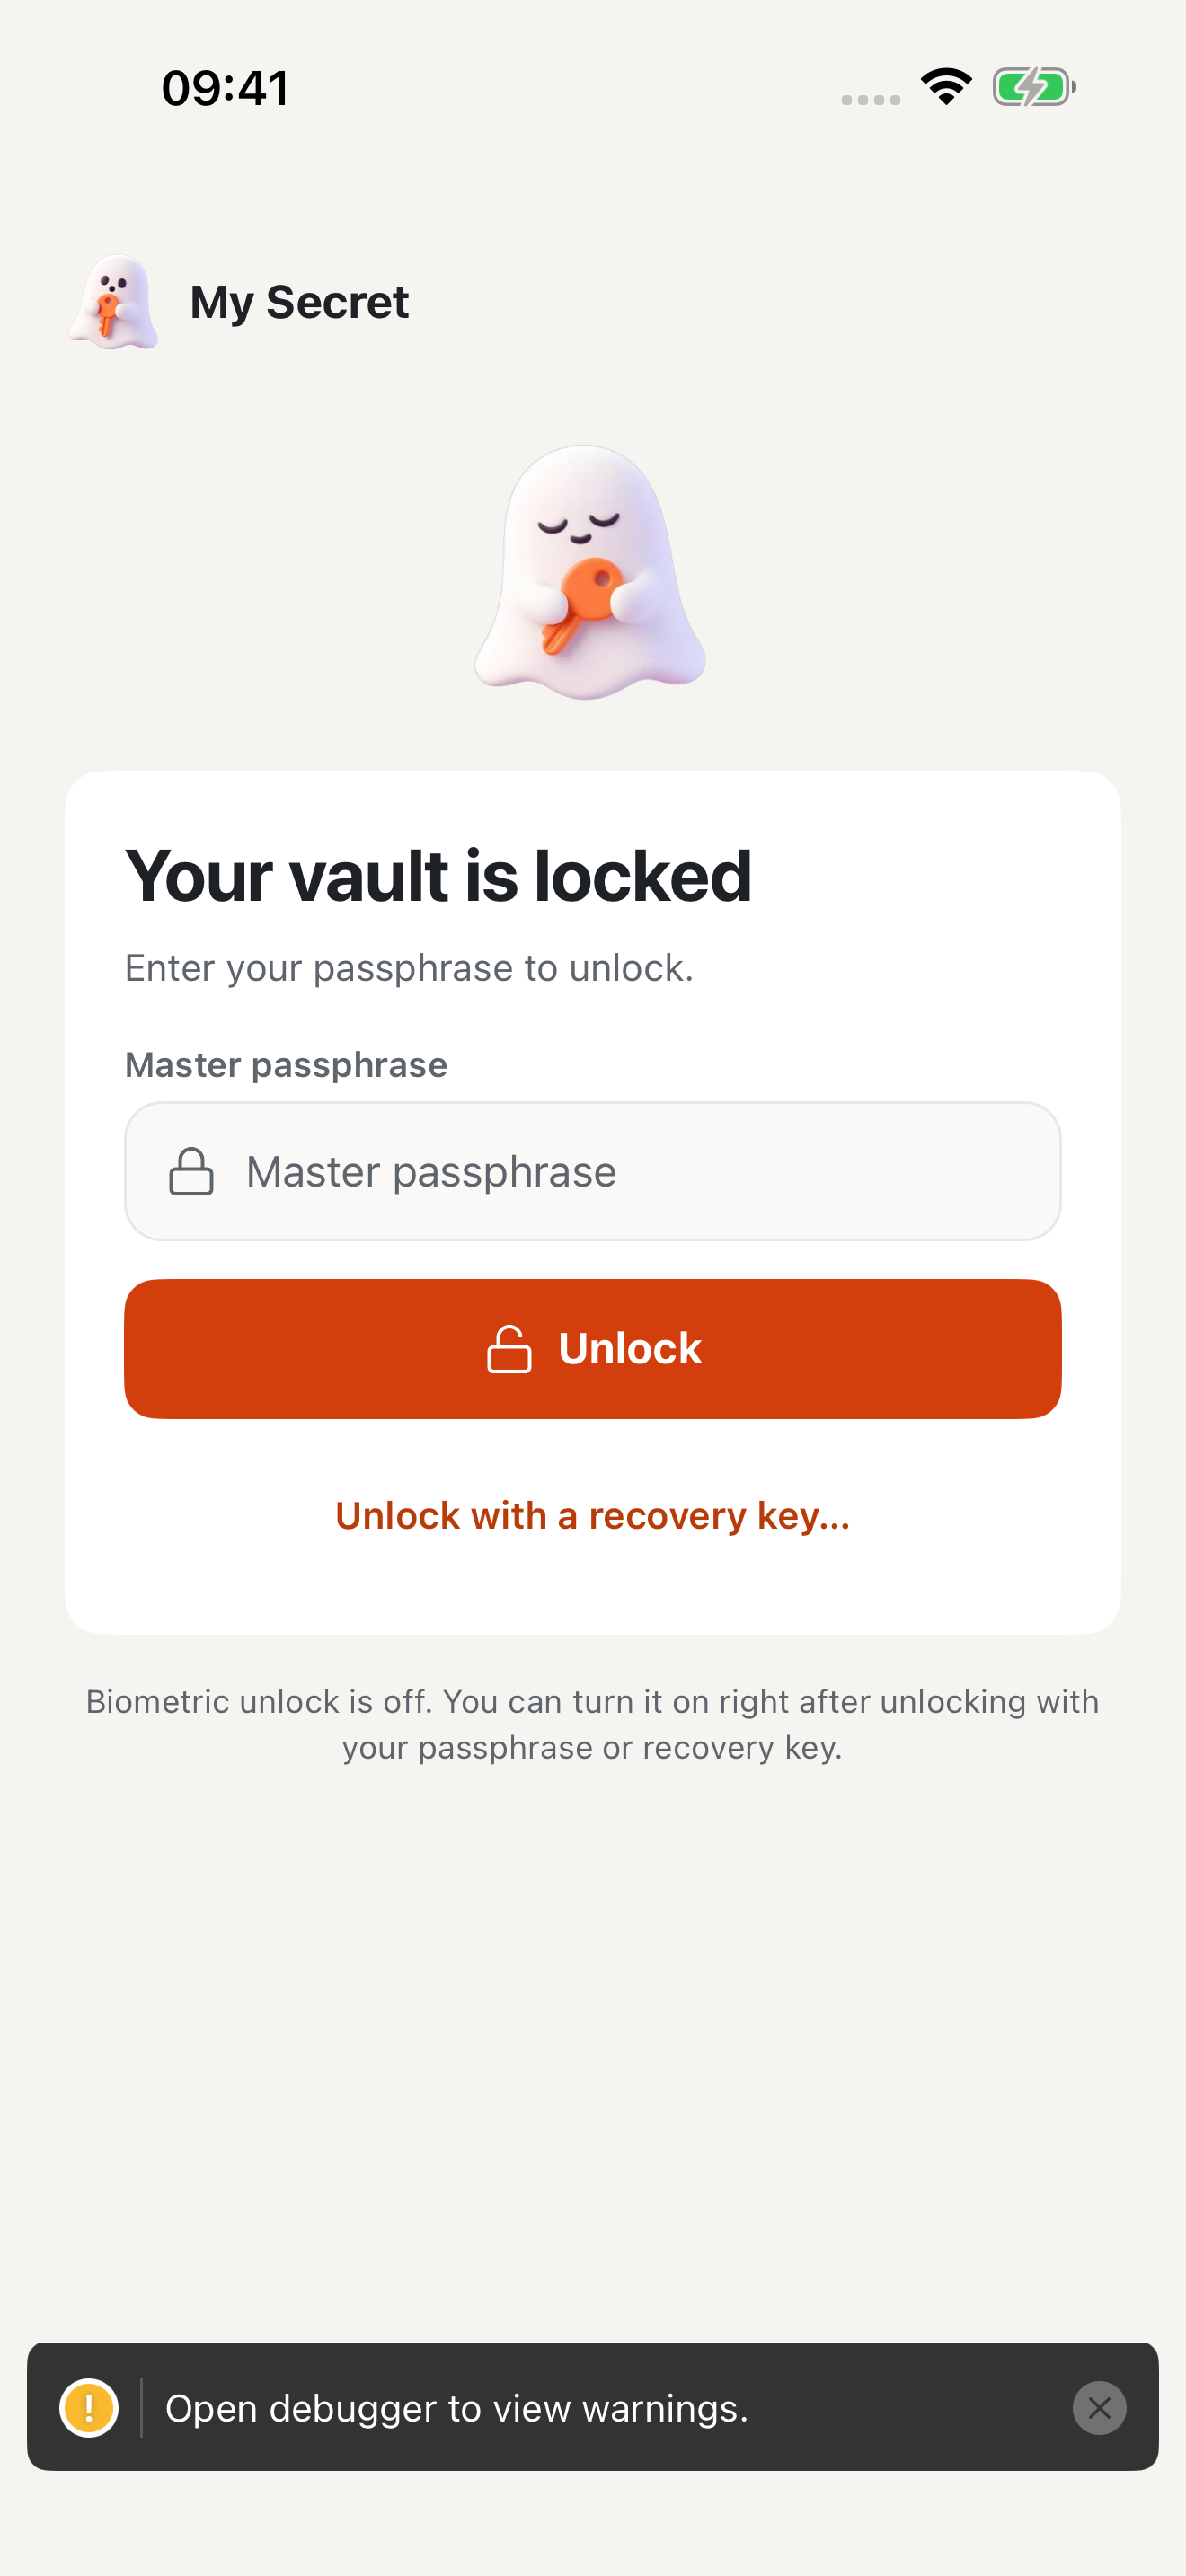 09:41
My Secret
Your vault is locked
Enter your passphrase to unlock.
Master passphrase
Master passphrase
Unlock
Unlock with a recovery key...
Biometric unlock is off. You can turn it on right after unlocking with
your passphrase or recovery key.
! Open debugger to view warnings.